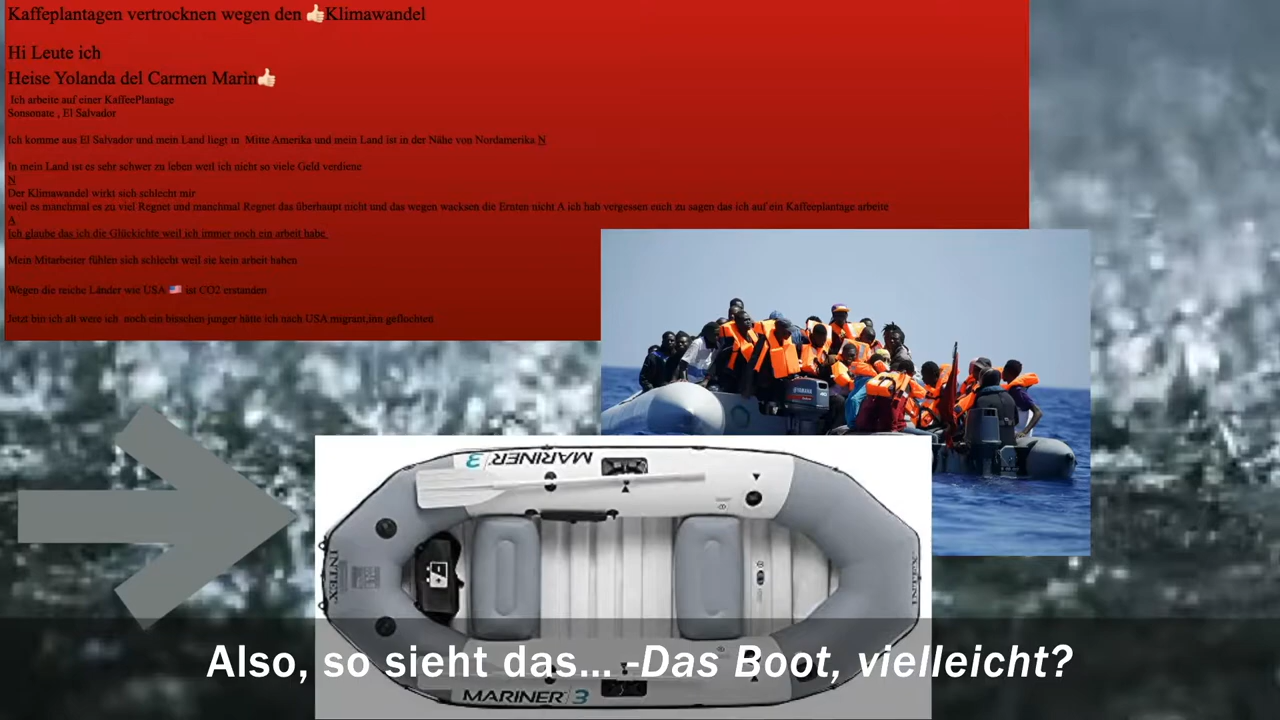 Kaffeplantagen vertrocknen wegen den 👍🏻Klimawandel
Hi Leute ich
Heise Yolanda del Carmen Marin👍🏻
Ich arbeite auf einer KaffeePlantage
Sonsonate , El Salvador
Ich komme aus El Salvador und mein Land liegt in Mitte Amerika und mein Land ist in der Nähe von Nordamerika N
In mein Land ist es sehr schwer zu leben weil ich nicht so viele Geld verdiene
N
Der Klimawandel wirkt sich schlecht mir
weil es manchmal es zu viel Regnet und manchmal Regnet das überhaupt nicht und das wegen wacksen die Ernten nicht A ich hab vergessen euch zu sagen das ich auf ein Kaffeeplantage arbeite
A
Ich glaube das ich die Glückichte weil ich immer noch ein arbeit habe
Mein Mitarbeiter fühlen sich schlecht weil sie kein arbeit haben
Wegen die reiche Länder wie USA 🇺🇸 ist CO2 erstanden
Jetzt bin ich alt were ich noch ein bisschen junger hätte ich nach USA migrant,inn geflochten
YAMAHA
MARINER 3
INTEX
INTEX
MARINER 3
Also, so sieht das... -Das Boot, vielleicht?